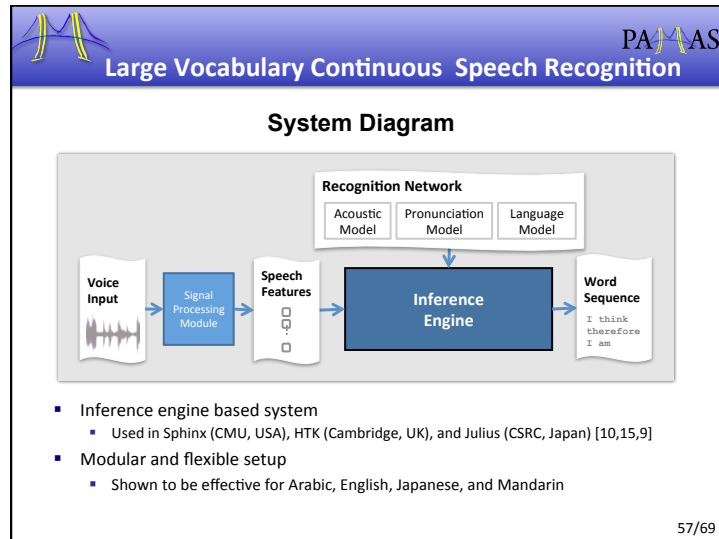 PAMAS
Large Vocabulary Continuous Speech Recognition
System Diagram
Recognition Network
Acoustic Model
Pronunciation Model
Language Model
Voice Input
Signal Processing Module
Speech Features
Inference Engine
Word Sequence
I think
therefore
I am
Inference engine based system
Used in Sphinx (CMU, USA), HTK (Cambridge, UK), and Julius (CSRC, Japan) [10,15,9]
Modular and flexible setup
Shown to be effective for Arabic, English, Japanese, and Mandarin
57/69